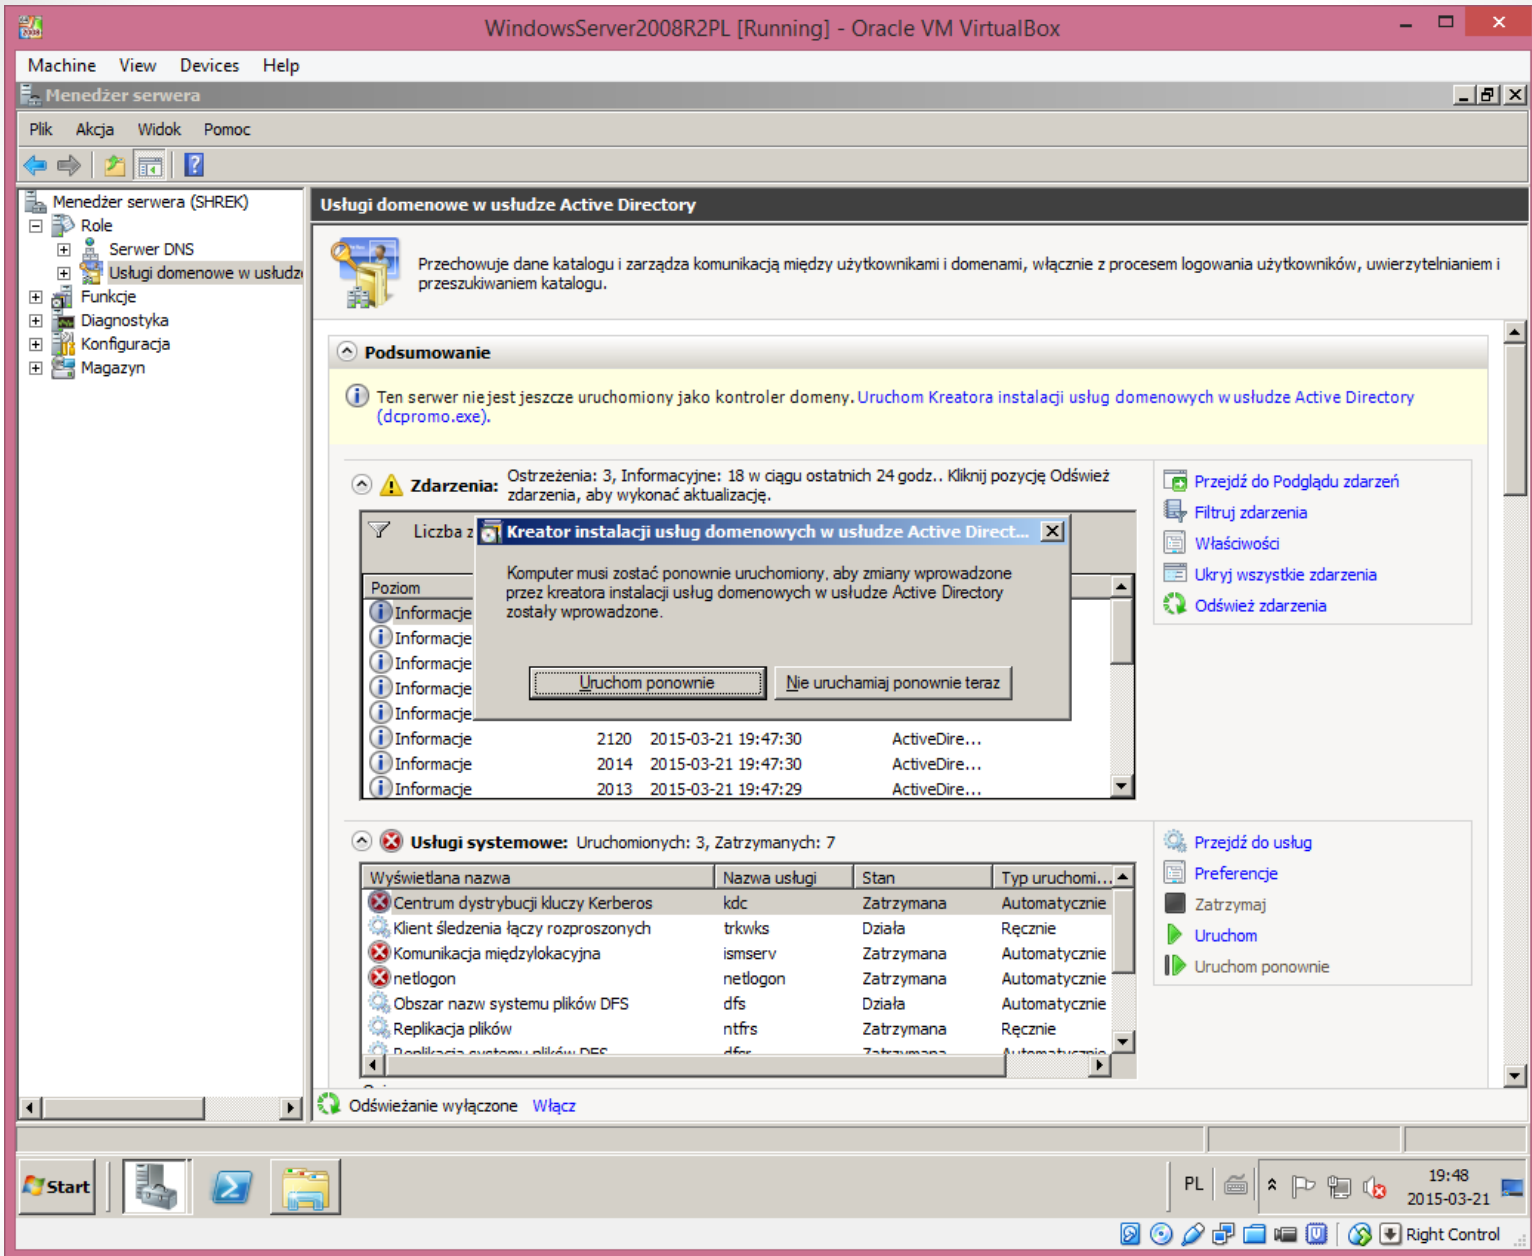 WindowsServer2008R2PL [Running] - Oracle VM VirtualBox
Machine View Devices Help
Menedżer serwera
Plik Akcja Widok Pomoc
Menedżer serwera (SHREK)
Role
Serwer DNS
Usługi domenowe w usłudze
Funkcje
Diagnostyka
Konfiguracja
Magazyn
Usługi domenowe w usłudze Active Directory
Przechowuje dane katalogu i zarządza komunikacją między użytkownikami i domenami, włącznie z procesem logowania użytkowników, uwierzytelnianiem i
przeszukiwaniem katalogu.
Podsumowanie
Ten serwer nie jest jeszcze uruchomiony jako kontroler domeny. Uruchom Kreatora instalacji usług domenowych w usłudze Active Directory
(dcpromo.exe).
Zdarzenia: Ostrzeżenia: 3, Informacyjne: 18 w ciągu ostatnich 24 godz.. Kliknij pozycję Odśwież
zdarzenia, aby wykonać aktualizację.
Przejdź do Podglądu zdarzeń
Filtruj zdarzenia
Właściwości
Ukryj wszystkie zdarzenia
Odśwież zdarzenia
Liczba z
Kreator instalacji usług domenowych w usłudze Active Direct...
Komputer musi zostać ponownie uruchomiony, aby zmiany wprowadzone
przez kreatora instalacji usług domenowych w usłudze Active Directory
zostały wprowadzone.
Uruchom ponownie
Nie uruchamiaj ponownie teraz
Poziom
Informacje
Informacje
Informacje
Informacje
Informacje
Informacje 2120 2015-03-21 19:47:30 ActiveDire...
Informacje 2014 2015-03-21 19:47:30 ActiveDire...
Informacje 2013 2015-03-21 19:47:29 ActiveDire...
Usługi systemowe: Uruchomionych: 3, Zatrzymanych: 7
Wyświetlana nazwa Nazwa usługi Stan Typ uruchomi...
Centrum dystrybucji kluczy Kerberos kdc Zatrzymana Automatycznie
Klient śledzenia łączy rozproszonych trkwks Działa Ręcznie
Komunikacja międzylokacyjna ismserv Zatrzymana Automatycznie
netlogon netlogon Zatrzymana Automatycznie
Obszar nazw systemu plików DFS dfs Działa Automatycznie
Replikacja plików ntfrs Zatrzymana Ręcznie
Replikacja systemu plików DFS dfsr Zatrzymana Automatycznie
Przejdź do usług
Preferencje
Zatrzymaj
Uruchom
Uruchom ponownie
Odświeżanie wyłączone Włącz
Start
PL
19:48
2015-03-21
Right Control